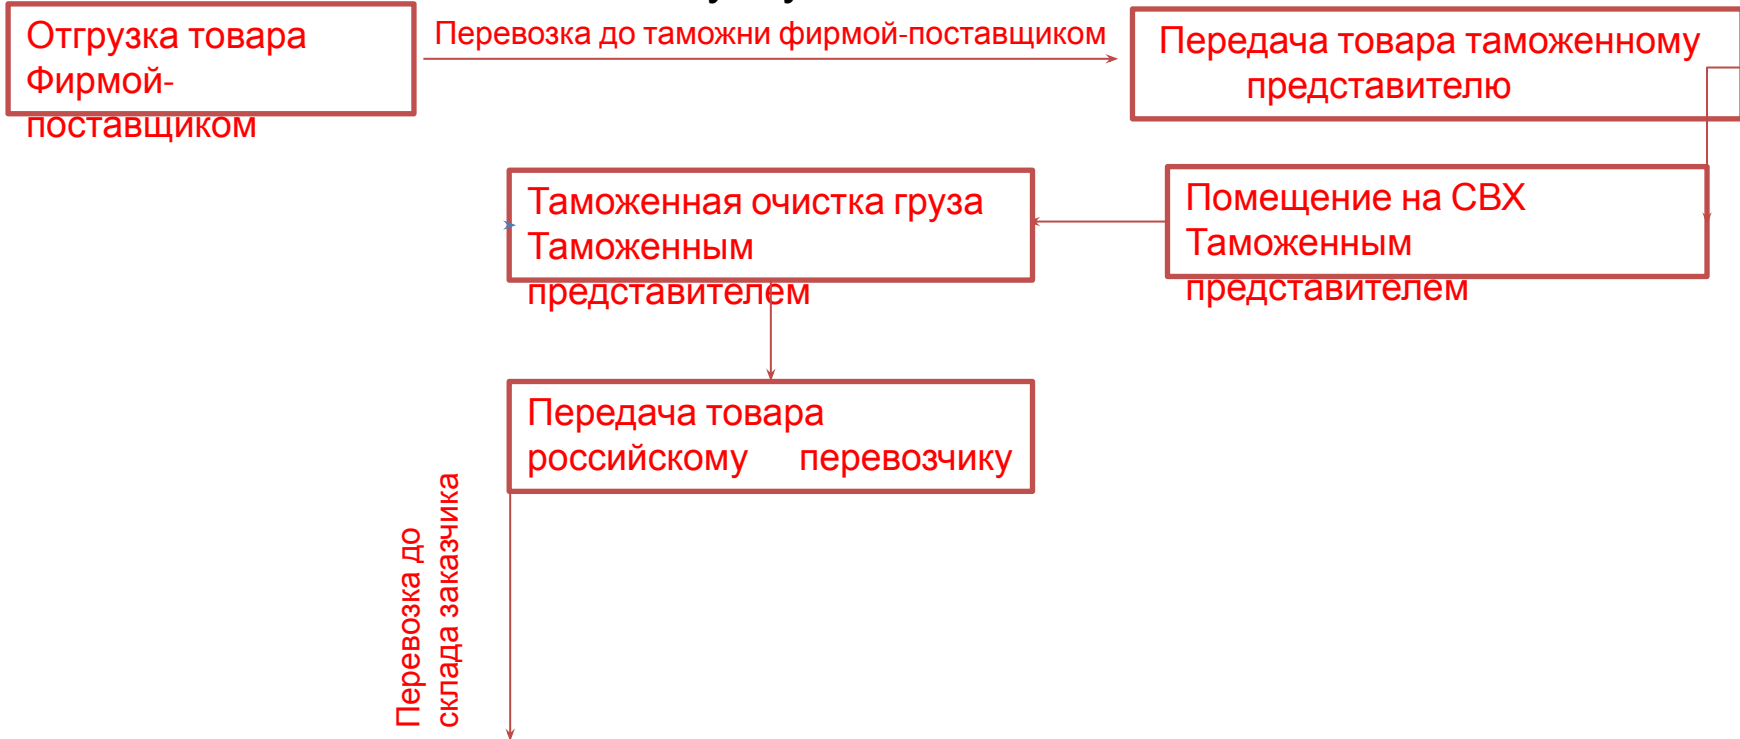 Отгрузка товара
Фирмой-
поставщиком
Перевозка до таможни фирмой-поставщиком
Передача товара таможенному
представителю
Таможенная очистка груза
Таможенным
представителем
Помещение на СВХ
Таможенным
представителем
Передача товара
российскому перевозчику
Перевозка до
склада заказчика